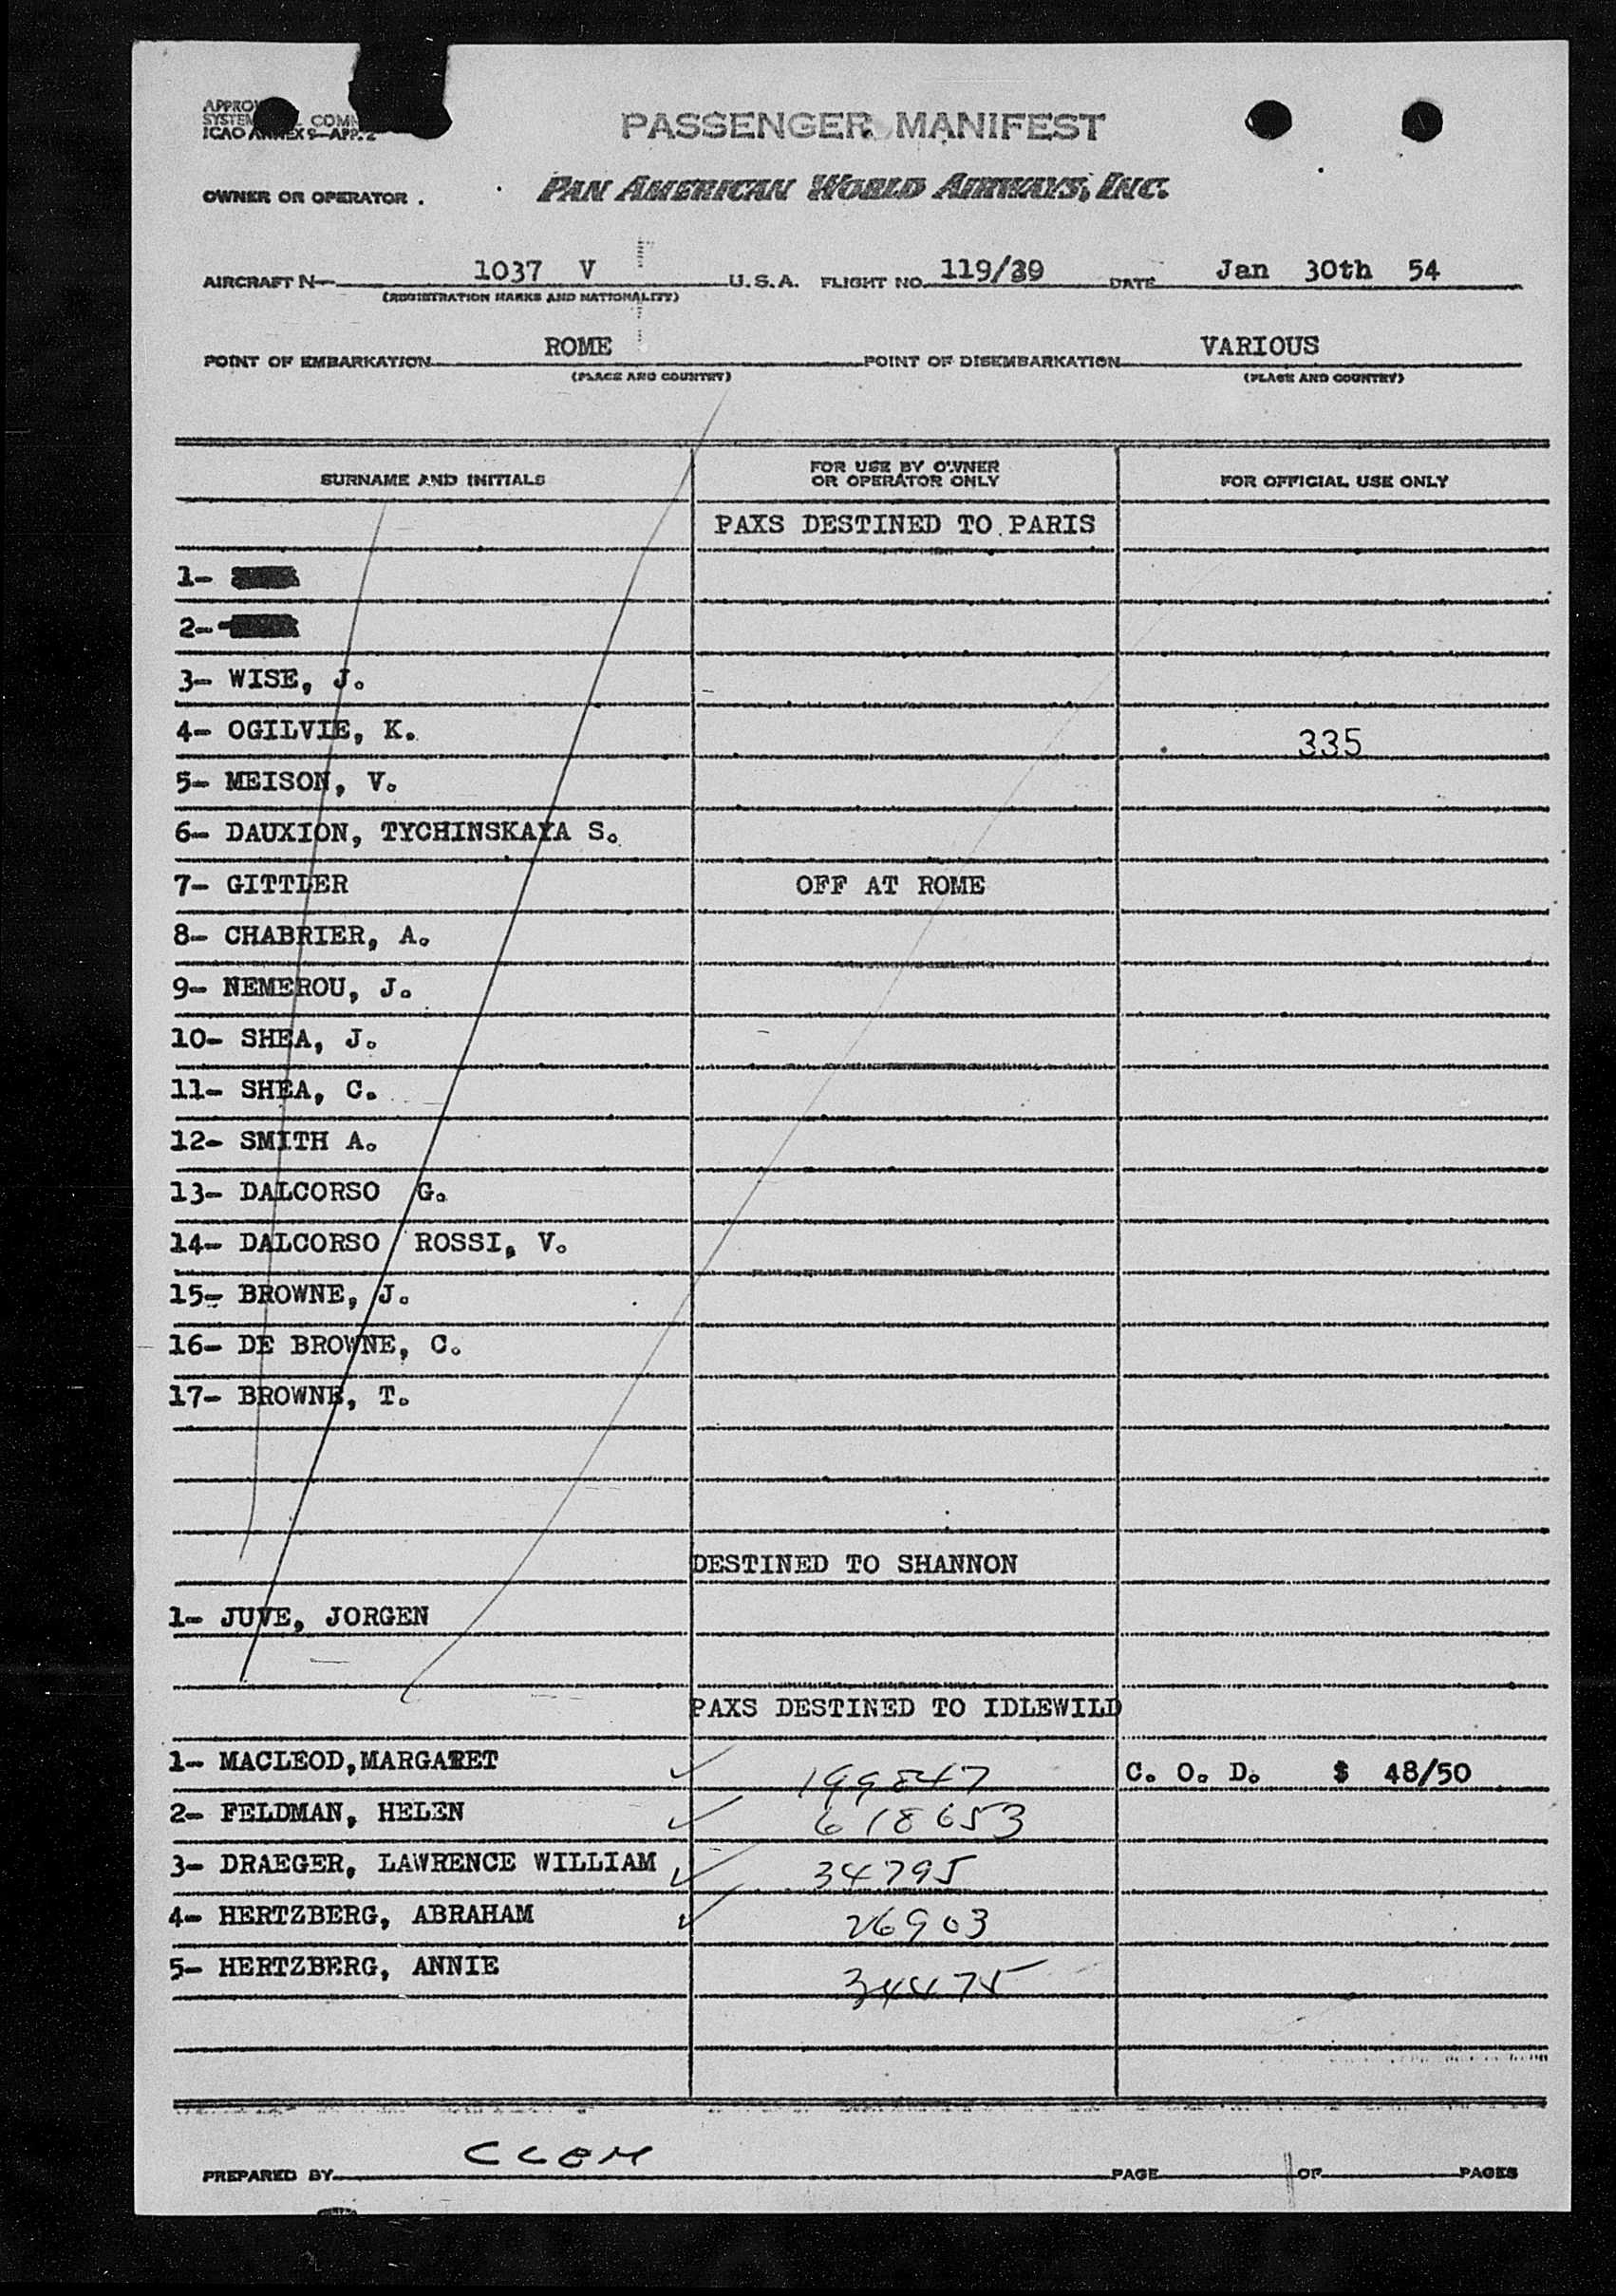 PASSENGER MANIFEST
OWNER OR OPERATOR . PAN AMERICAN WORLD AIRWAYS, INC.
AIRCRAFT N— 1037 V U.S.A. FLIGHT NO. 119/39 DATE Jan 30th 54
(REGISTRATION MARKS AND NATIONALITY)
POINT OF EMBARKATION ROME POINT OF DISEMBARKATION VARIOUS
(PLACE AND COUNTRY) (PLACE AND COUNTRY)
SURNAME AND INITIALS FOR USE BY OWNER OR OPERATOR ONLY FOR OFFICIAL USE ONLY
PAXS DESTINED TO PARIS
1-
2-
3- WISE, J.
4- OGILVIE, K. 335
5- MEISON, V.
6- DAUXION, TYCHINSKAYA S.
7- GITTLER OFF AT ROME
8- CHABRIER, A.
9- NEMEROU, J.
10- SHEA, J.
11- SHEA, C.
12- SMITH A.
13- DALCORSO G.
14- DALCORSO ROSSI, V.
15- BROWNE, J.
16- DE BROWNE, C.
17- BROWNE, T.
DESTINED TO SHANNON
1- JUVE, JORGEN
PAXS DESTINED TO IDLEWILD
1- MACLEOD, MARGARET 199847 C. O. D. $ 48/50
2- FELDMAN, HELEN 618653
3- DRAEGER, LAWRENCE WILLIAM 34795
4- HERTZBERG, ABRAHAM 26903
5- HERTZBERG, ANNIE 34475
PREPARED BY CLEM PAGE OF PAGES